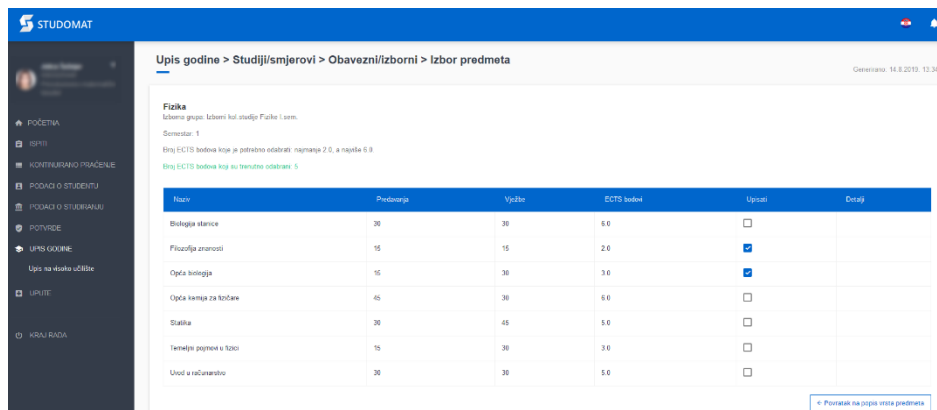 STUDOMAT
Upis godine > Studiji/smjerovi > Obavezni/izborni > Izbor predmeta
Generirano: 14.8.2019. 13:34
Fizika
Izborna grupa: Izborni kol.studije Fizike I.sem.
Semestar: 1
Broj ECTS bodova koje je potrebno odabrati: najmanje 2.0, a najviše 6.0
Broj ECTS bodova koji su trenutno odabrani: 5
POČETNA
ISPITI
KONTINUIRANO PRAĆENJE
PODACI O STUDENTU
PODACI O STUDIRANJU
POTVRDE
UPIS GODINE
Upis na visoko učilište
UPUTE
KRAJ RADA
Naziv Predavanja Vježbe ECTS bodovi Upisati Detalji
Biologija stanice 30 30 6.0
Filozofija znanosti 15 15 2.0
Opća biologija 15 30 3.0
Opća kemija za fizičare 45 30 6.0
Statika 30 45 5.0
Temeljni pojmovi u fizici 15 30 3.0
Uvod u računarstvo 30 30 5.0
Povratak na popis vrsta predmeta